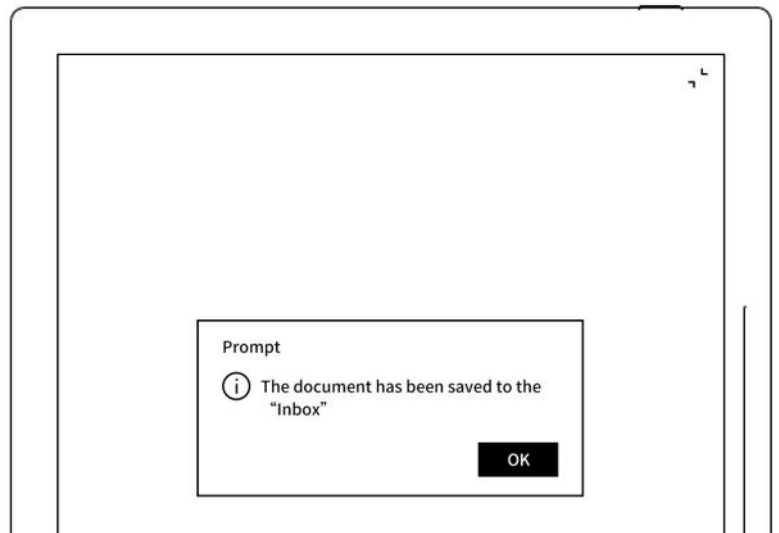 Prompt
The document has been saved to the
“Inbox”
OK